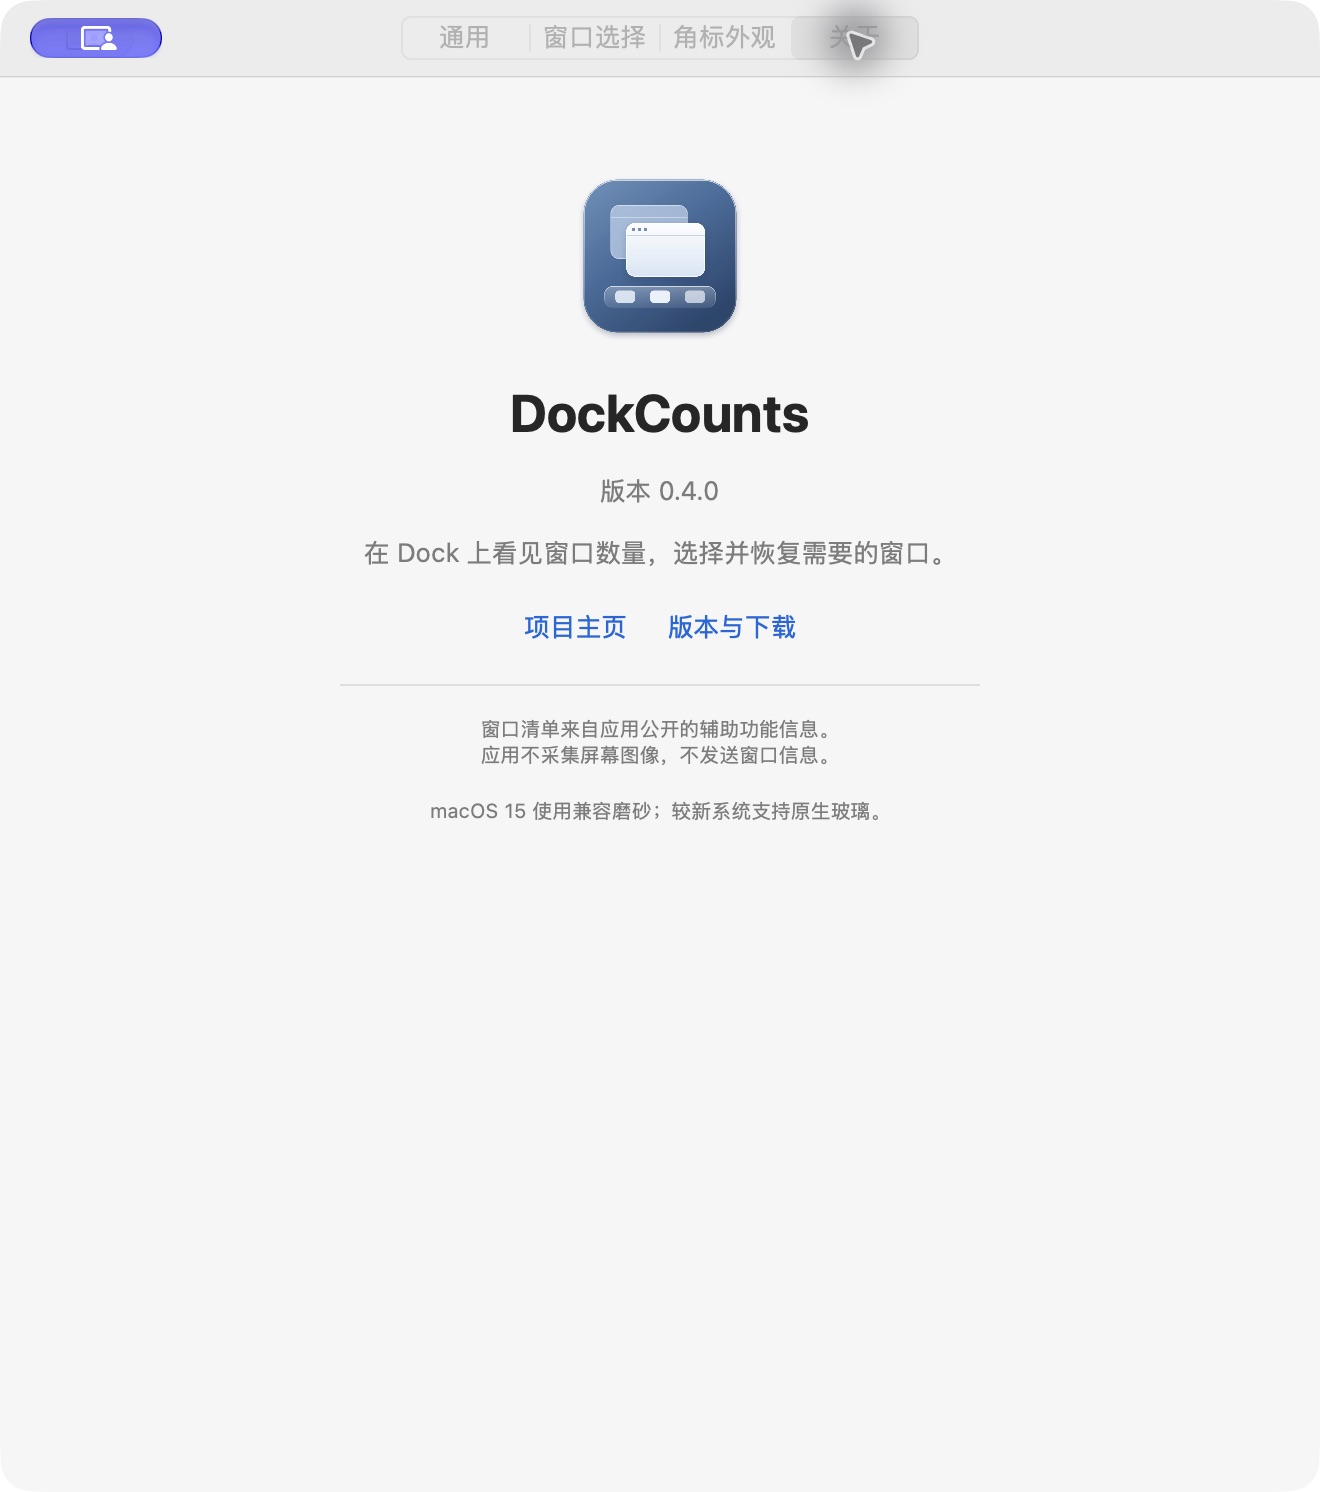 通用 窗口选择 角标外观 关于
DockCounts
版本 0.4.0
在 Dock 上看见窗口数量，选择并恢复需要的窗口。
项目主页 版本与下载
窗口清单来自应用公开的辅助功能信息。
应用不采集屏幕图像，不发送窗口信息。
macOS 15 使用兼容磨砂；较新系统支持原生玻璃。